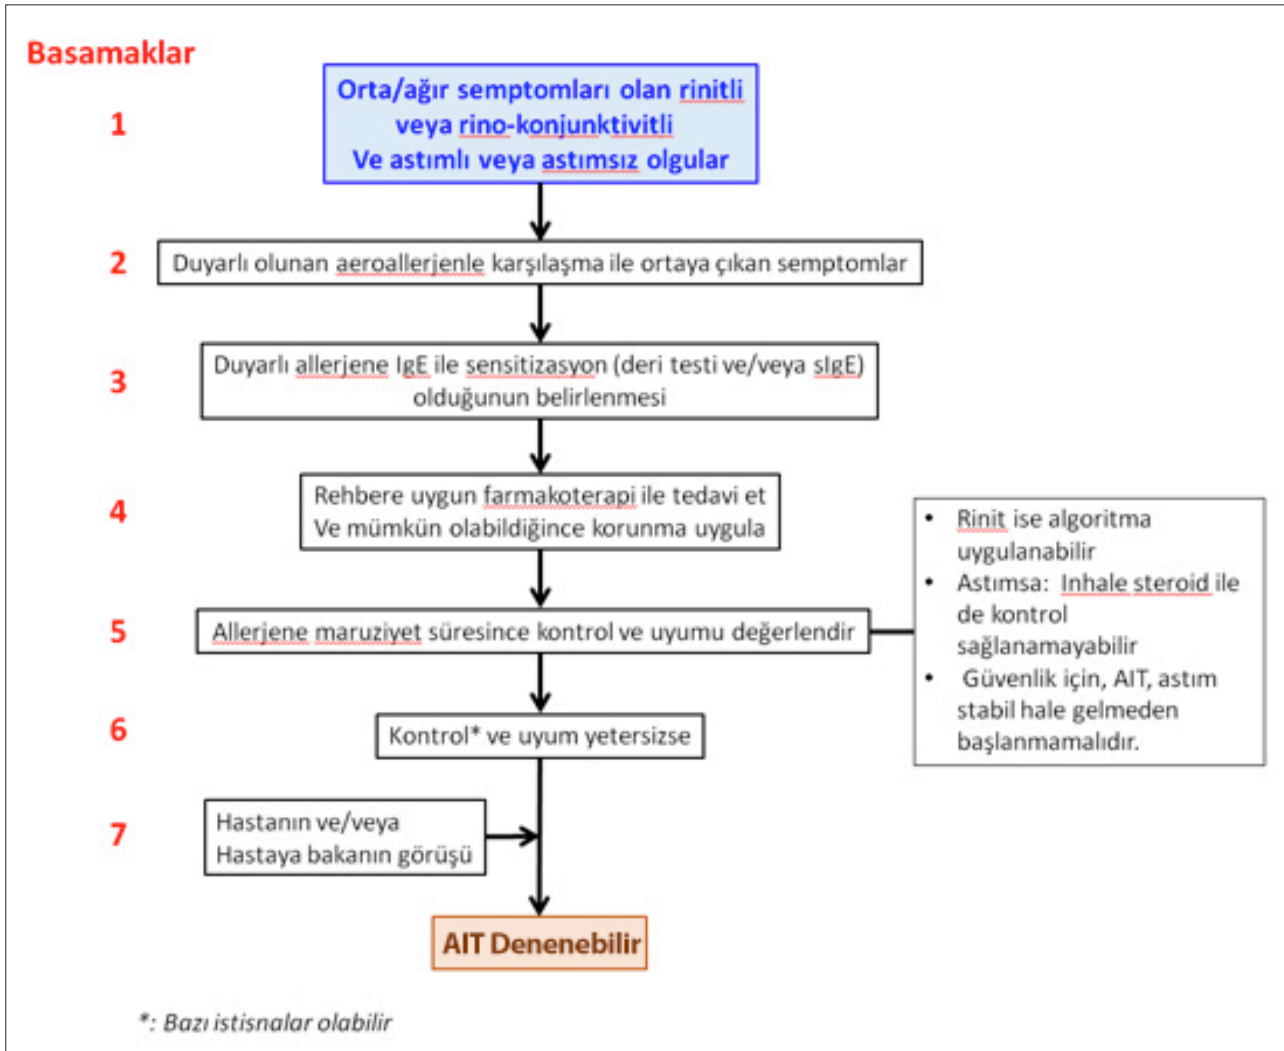 Basamaklar
1
Orta/ağır semptomları olan rinitli
veya rino-konjunktivitli
Ve astımlı veya astımsız olgular
2
Duyarlı olunan aeroallerjenle karşılaşma ile ortaya çıkan semptomlar
3
Duyarlı allerjene IgE ile sensitizasyon (deri testi ve/veya sIgE)
olduğunun belirlenmesi
4
Rehbere uygun farmakoterapi ile tedavi et
Ve mümkün olabildiğince korunma uygula
5
Allerjene maruziyet süresince kontrol ve uyumu değerlendir
• Rinit ise algoritma
uygulanabilir
• Astımsa: Inhale steroid ile
de kontrol
sağlanamayabilir
• Güvenlik için, AIT, astım
stabil hale gelmeden
başlanmamalıdır.
6
Kontrol* ve uyum yetersizse
7
Hastanın ve/veya
Hastaya bakanın görüşü
AIT Denenebilir
*: Bazı istisnalar olabilir